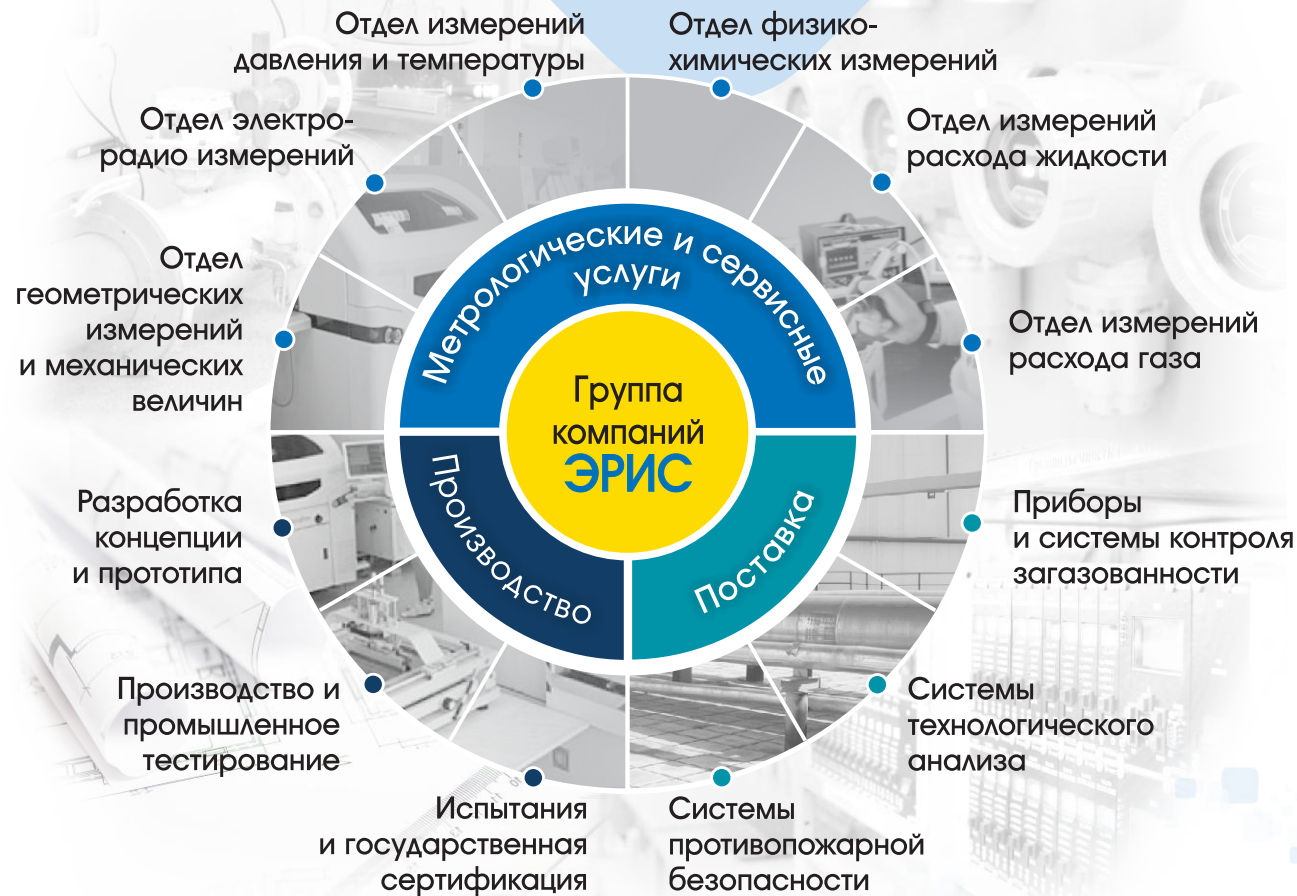 Отдел измерений
давления и температуры
Отдел физико-
химических измерений
Отдел электро-
радио измерений
Отдел измерений
расхода жидкости
Отдел
геометрических
измерений
и механических
величин
Отдел измерений
расхода газа
Метрологические и сервисные
услуги
Группа
компаний
ЭРИС
Производство
Поставка
Разработка
концепции
и прототипа
Приборы
и системы контроля
загазованности
Производство и
промышленное
тестирование
Системы
технологического
анализа
Испытания
и государственная
сертификация
Системы
противопожарной
безопасности